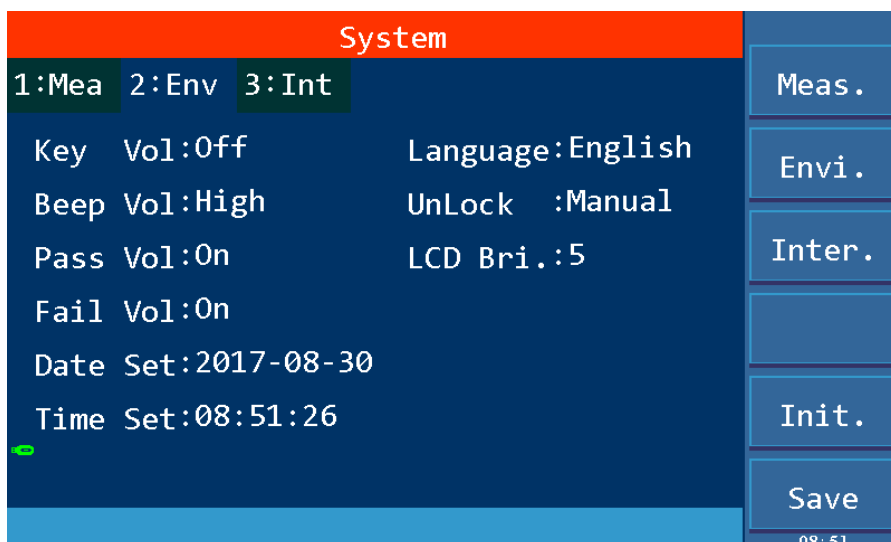 System
1:Mea 2:Env 3:Int
Key Vol:Off Language:English
Beep Vol:High UnLock :Manual
Pass Vol:On LCD Bri.:5
Fail Vol:On
Date Set:2017-08-30
Time Set:08:51:26
Meas.
Envi.
Inter.
Init.
Save
08:51